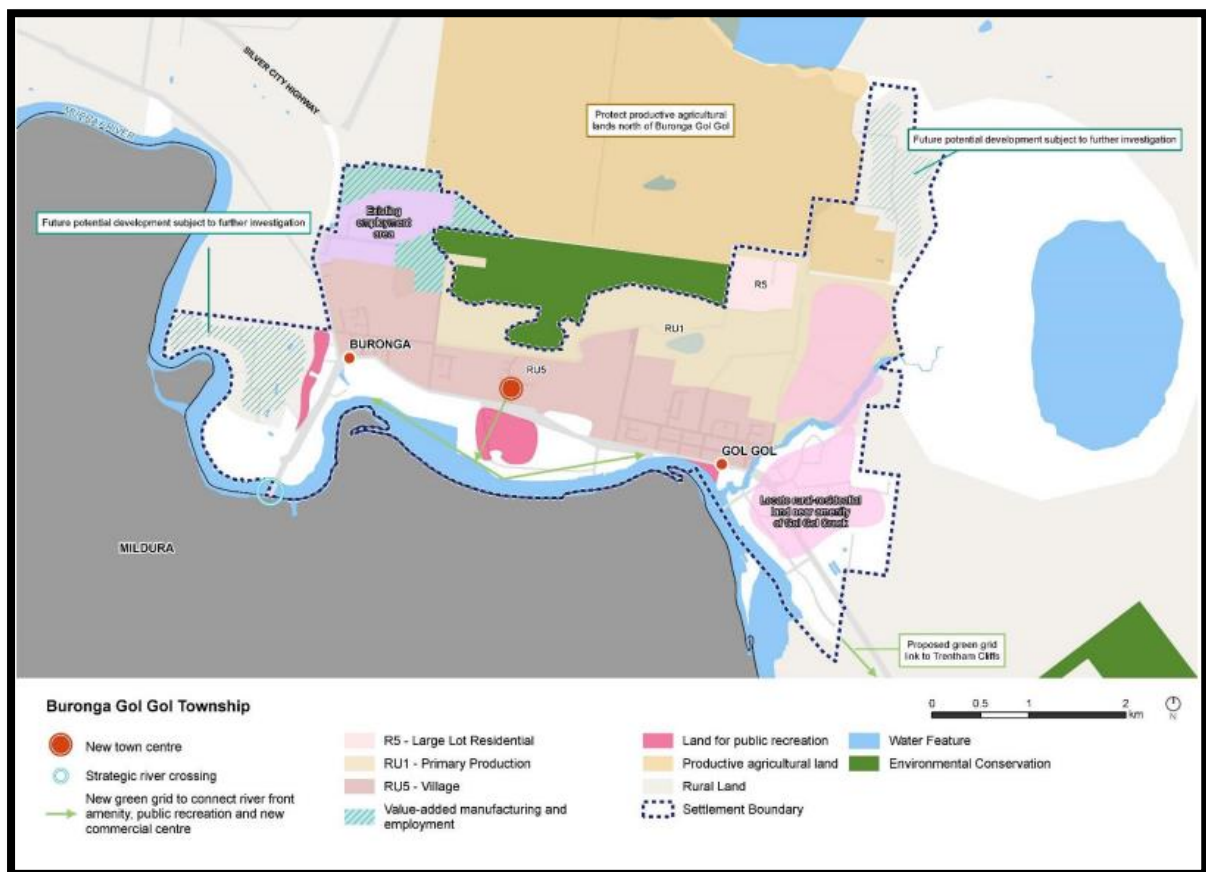 SILVER CITY HIGHWAY
MURRAY RIVER
Protect productive agricultural
lands north of Buronga Gol Gol
Future potential development subject to further investigation
Future potential development subject to further investigation
Existing
employment
area
R5
RU1
BURONGA
RU5
GOL GOL
Locate rural-residential
land near amenity
of Gol Gol Creek
MILDURA
Proposed green grid
link to Trentham Cliffs
Buronga Gol Gol Township
New town centre
Strategic river crossing
New green grid to connect river front
amenity, public recreation and new
commercial centre
R5 - Large Lot Residential
RU1 - Primary Production
RU5 - Village
Value-added manufacturing and
employment
Land for public recreation
Productive agricultural land
Rural Land
Settlement Boundary
Water Feature
Environmental Conservation
0 0.5 1 2
km
N